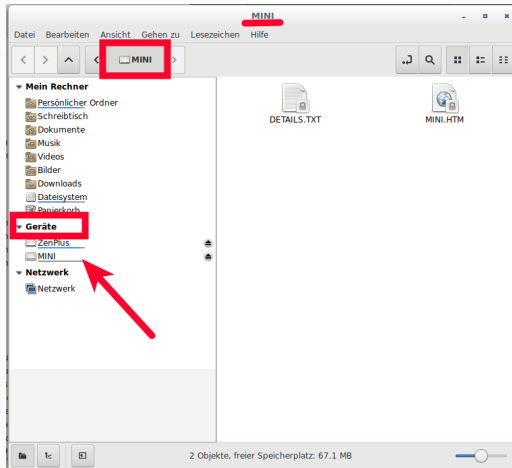 MINI
Datei Bearbeiten Ansicht Gehen zu Lesezeichen Hilfe
MINI
Mein Rechner
Persönlicher Ordner
Schreibtisch
Dokumente
Musik
Videos
Bilder
Downloads
Dateisystem
Papierkorb
Geräte
ZenPlus
MINI
Netzwerk
Netzwerk
DETAILS.TXT
MINI.HTM
2 Objekte, freier Speicherplatz: 67.1 MB